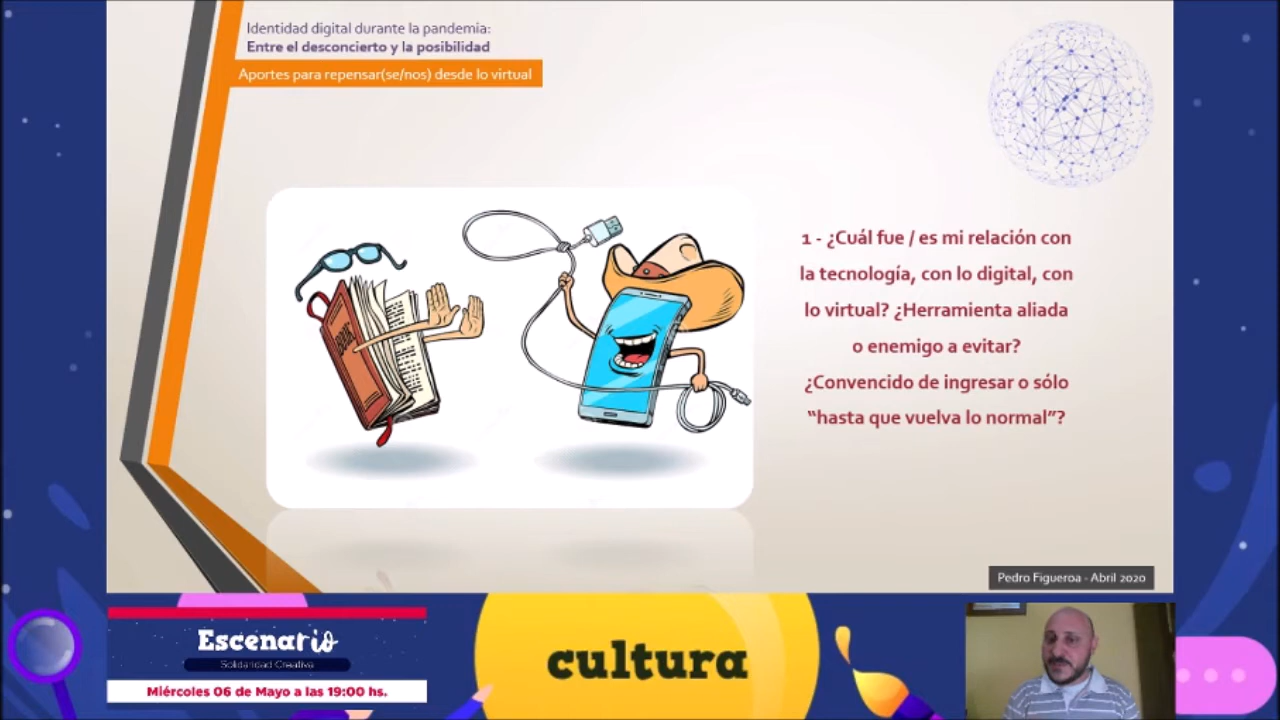 Identidad digital durante la pandemia:
Entre el desconcierto y la posibilidad
Aportes para repensar(se/nos) desde lo virtual
1 - ¿Cuál fue / es mi relación con
la tecnología, con lo digital, con
lo virtual? ¿Herramienta aliada
o enemigo a evitar?
¿Convencido de ingresar o sólo
“hasta que vuelva lo normal”?
BOOK
Pedro Figueroa - Abril 2020
Escenario
Solidaridad Creativa
Miércoles 06 de Mayo a las 19:00 hs.
cultura